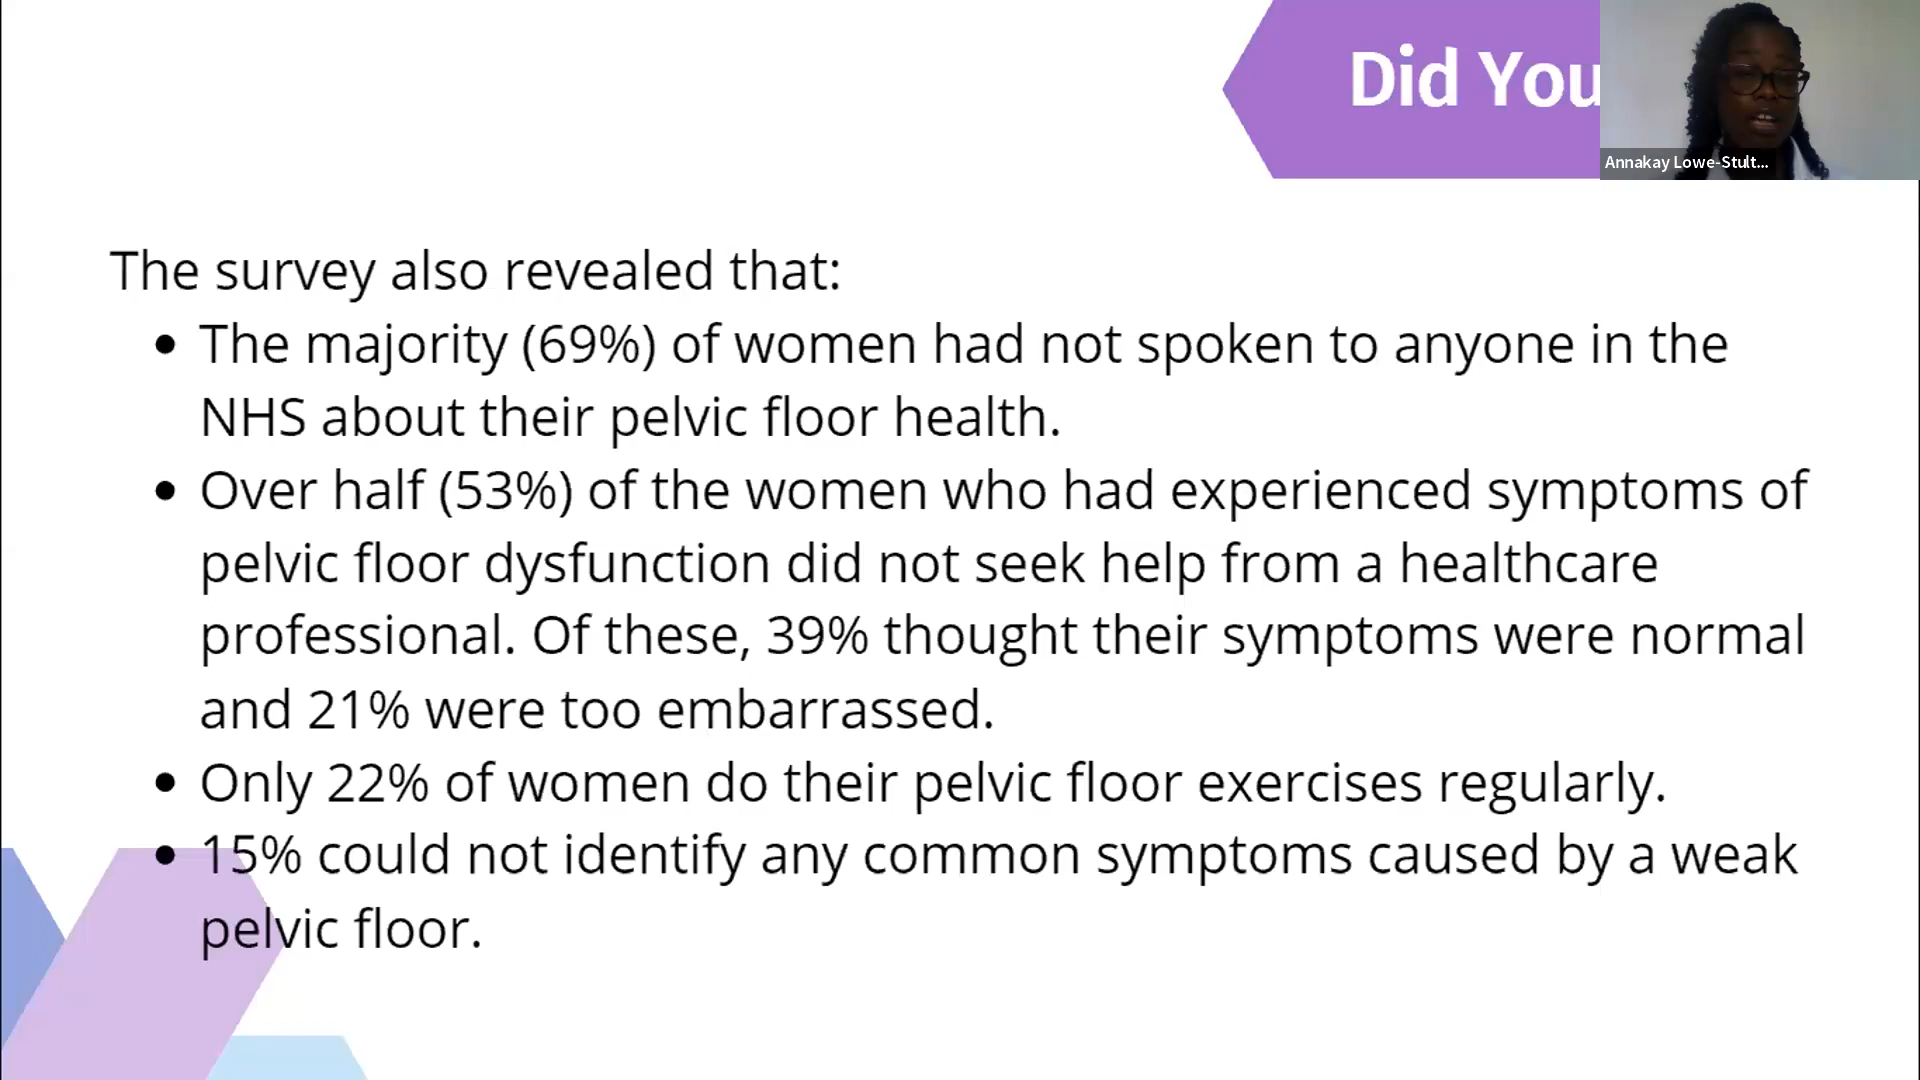 Did You
Annakay Lowe-Stult...
The survey also revealed that:
• The majority (69%) of women had not spoken to anyone in the
NHS about their pelvic floor health.
• Over half (53%) of the women who had experienced symptoms of
pelvic floor dysfunction did not seek help from a healthcare
professional. Of these, 39% thought their symptoms were normal
and 21% were too embarrassed.
• Only 22% of women do their pelvic floor exercises regularly.
• 15% could not identify any common symptoms caused by a weak
pelvic floor.